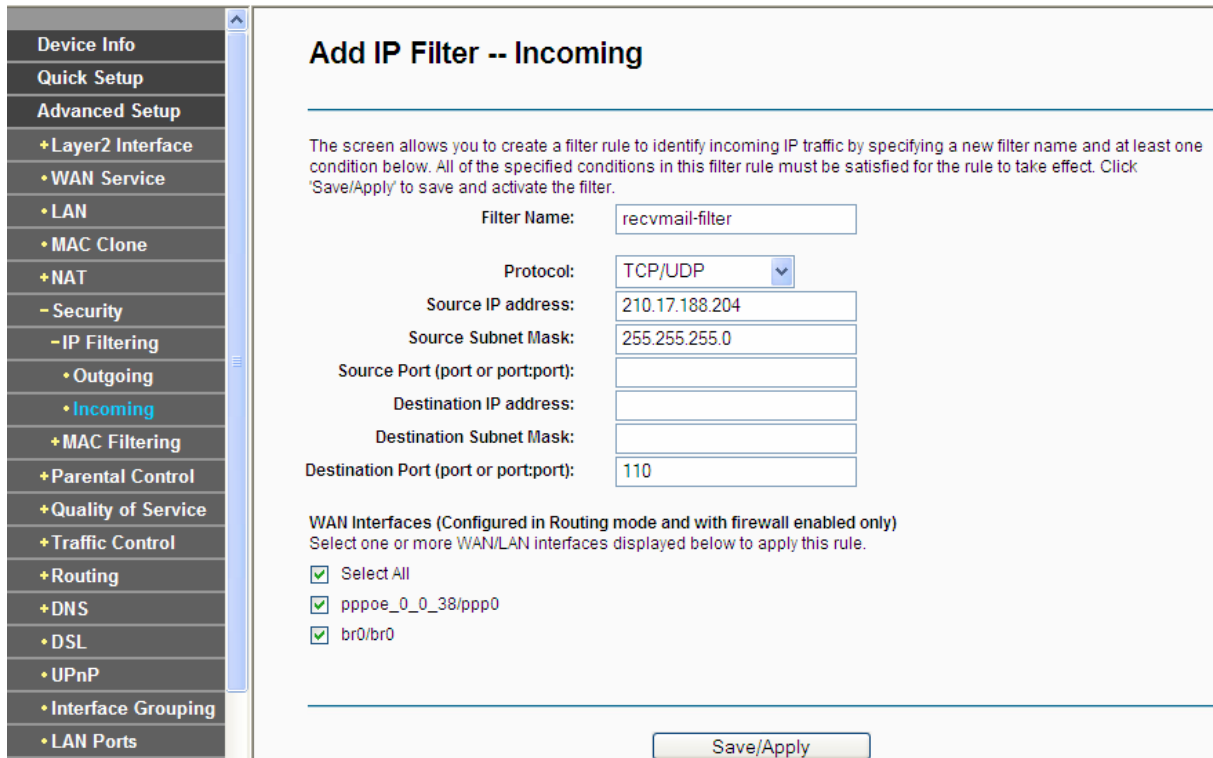 Device Info
Quick Setup
Advanced Setup
+Layer2 Interface
•WAN Service
•LAN
•MAC Clone
+NAT
-Security
-IP Filtering
•Outgoing
•Incoming
+MAC Filtering
+Parental Control
+Quality of Service
+Traffic Control
+Routing
+DNS
•DSL
•UPnP
•Interface Grouping
•LAN Ports
Add IP Filter -- Incoming
The screen allows you to create a filter rule to identify incoming IP traffic by specifying a new filter name and at least one
condition below. All of the specified conditions in this filter rule must be satisfied for the rule to take effect. Click
'Save/Apply' to save and activate the filter.
Filter Name: recvmail-filter
Protocol: TCP/UDP
Source IP address: 210.17.188.204
Source Subnet Mask: 255.255.255.0
Source Port (port or port:port):
Destination IP address:
Destination Subnet Mask:
Destination Port (port or port:port): 110
WAN Interfaces (Configured in Routing mode and with firewall enabled only)
Select one or more WAN/LAN interfaces displayed below to apply this rule.
Select All
pppoe_0_0_38/ppp0
br0/br0
Save/Apply